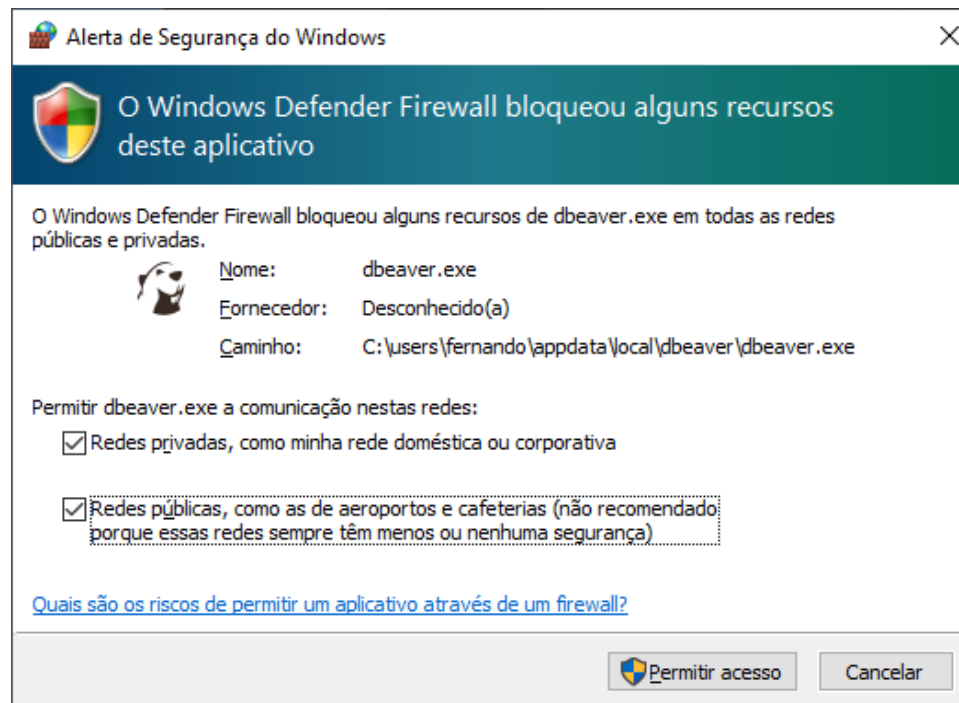 Alerta de Segurança do Windows
O Windows Defender Firewall bloqueou alguns recursos
deste aplicativo
O Windows Defender Firewall bloqueou alguns recursos de dbeaver.exe em todas as redes
públicas e privadas.
Nome: dbeaver.exe
Fornecedor: Desconhecido(a)
Caminho: C:\users\fernando\appdata\local\dbeaver\dbeaver.exe
Permitir dbeaver.exe a comunicação nestas redes:
Redes privadas, como minha rede doméstica ou corporativa
Redes públicas, como as de aeroportos e cafeterias (não recomendado
porque essas redes sempre têm menos ou nenhuma segurança)
Quais são os riscos de permitir um aplicativo através de um firewall?
Permitir acesso Cancelar